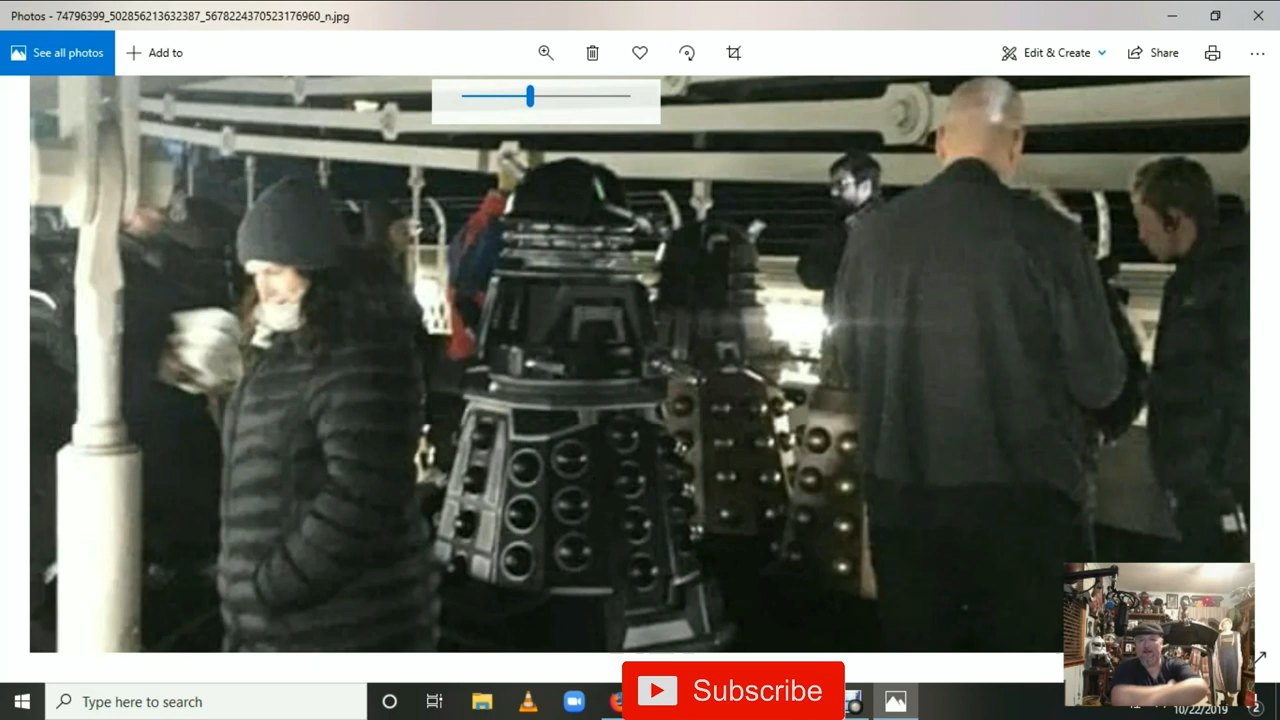 Photos - 74796399_502856213632387_5678224370523176960_n.jpg
See all photos
Add to
Edit & Create
Share
Type here to search
Subscribe
10/22/2019
2